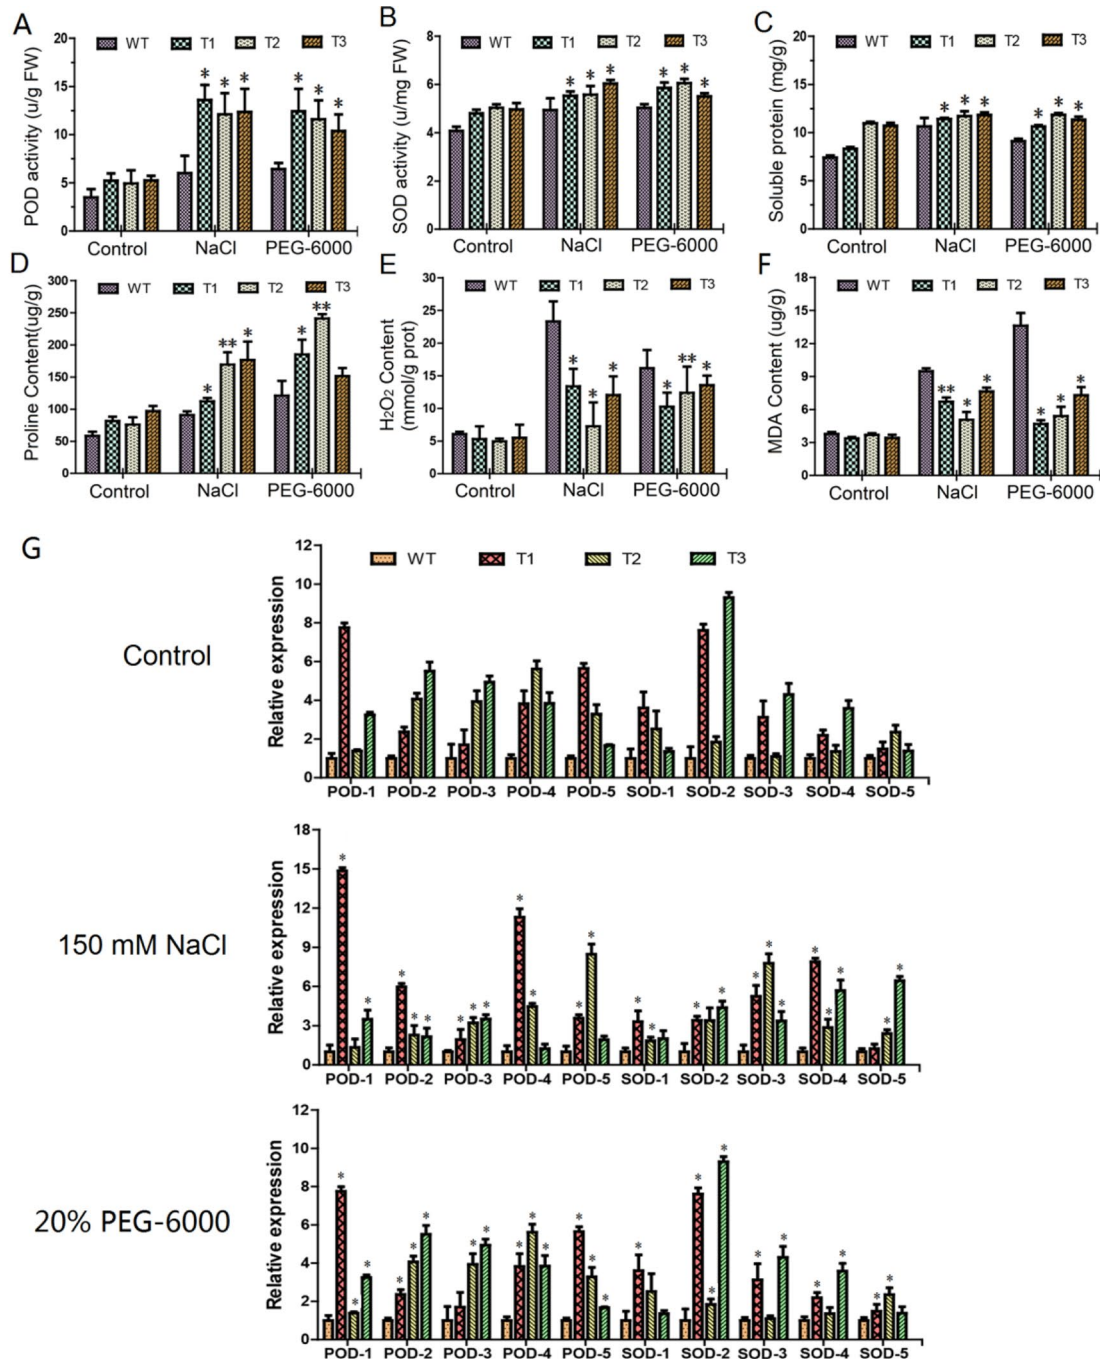 A
POD activity (u/g FW)
20
15
10
5
0
WT T1 T2 T3
* * * * * *
Control NaCl PEG-6000
B
SOD activity (u/mg FW)
8
6
4
2
0
WT T1 T2 T3
* * * * * *
Control NaCl PEG-6000
C
Soluble protein (mg/g)
20
15
10
5
0
WT T1 T2 T3
* * * * * *
Control NaCl PEG-6000
D
Proline Content(ug/g)
300
250
200
150
100
50
0
WT T1 T2 T3
* ** * * **
Control NaCl PEG-6000
E
H2O2 Content
(mmol/g prot)
30
25
20
15
10
5
0
WT T1 T2 T3
* * * * ** *
Control NaCl PEG-6000
F
MDA Content (ug/g)
18
15
12
9
6
3
0
WT T1 T2 T3
** * * * * *
Control NaCl PEG-6000
G
Control
Relative expression
12
10
8
6
4
2
0
WT T1 T2 T3
POD-1 POD-2 POD-3 POD-4 POD-5 SOD-1 SOD-2 SOD-3 SOD-4 SOD-5
150 mM NaCl
Relative expression
18
15
12
9
6
3
0
* * * * * * * * * * * * * * * * * * * * * * * *
POD-1 POD-2 POD-3 POD-4 POD-5 SOD-1 SOD-2 SOD-3 SOD-4 SOD-5
20% PEG-6000
Relative expression
12
10
8
6
4
2
0
* * * * * * * * * * * * * * * * * * * * * * * *
POD-1 POD-2 POD-3 POD-4 POD-5 SOD-1 SOD-2 SOD-3 SOD-4 SOD-5